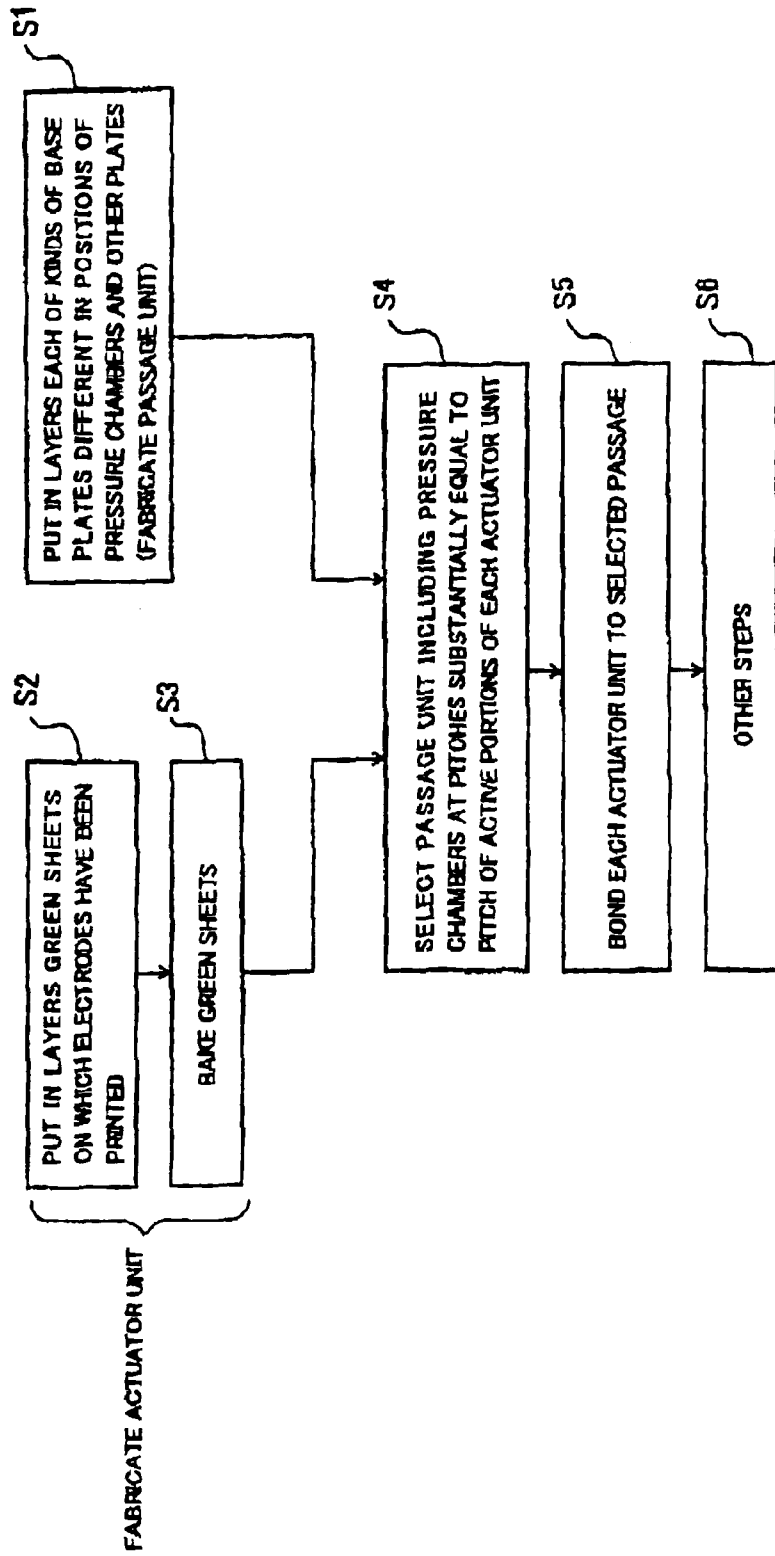 S1
PUT IN LAYERS EACH OF KINDS OF BASE
PLATES DIFFERENT IN POSITIONS OF
PRESSURE CHAMBERS AND OTHER PLATES
(FABRICATE PASSAGE UNIT)
FABRICATE ACTUATOR UNIT
S2
PUT IN LAYERS GREEN SHEETS
ON WHICH ELECTRODES HAVE BEEN
PRINTED
S3
BAKE GREEN SHEETS
S4
SELECT PASSAGE UNIT INCLUDING PRESSURE
CHAMBERS AT PITCHES SUBSTANTIALLY EQUAL TO
PITCH OF ACTIVE PORTIONS OF EACH ACTUATOR UNIT
S5
BOND EACH ACTUATOR UNIT TO SELECTED PASSAGE
S6
OTHER STEPS